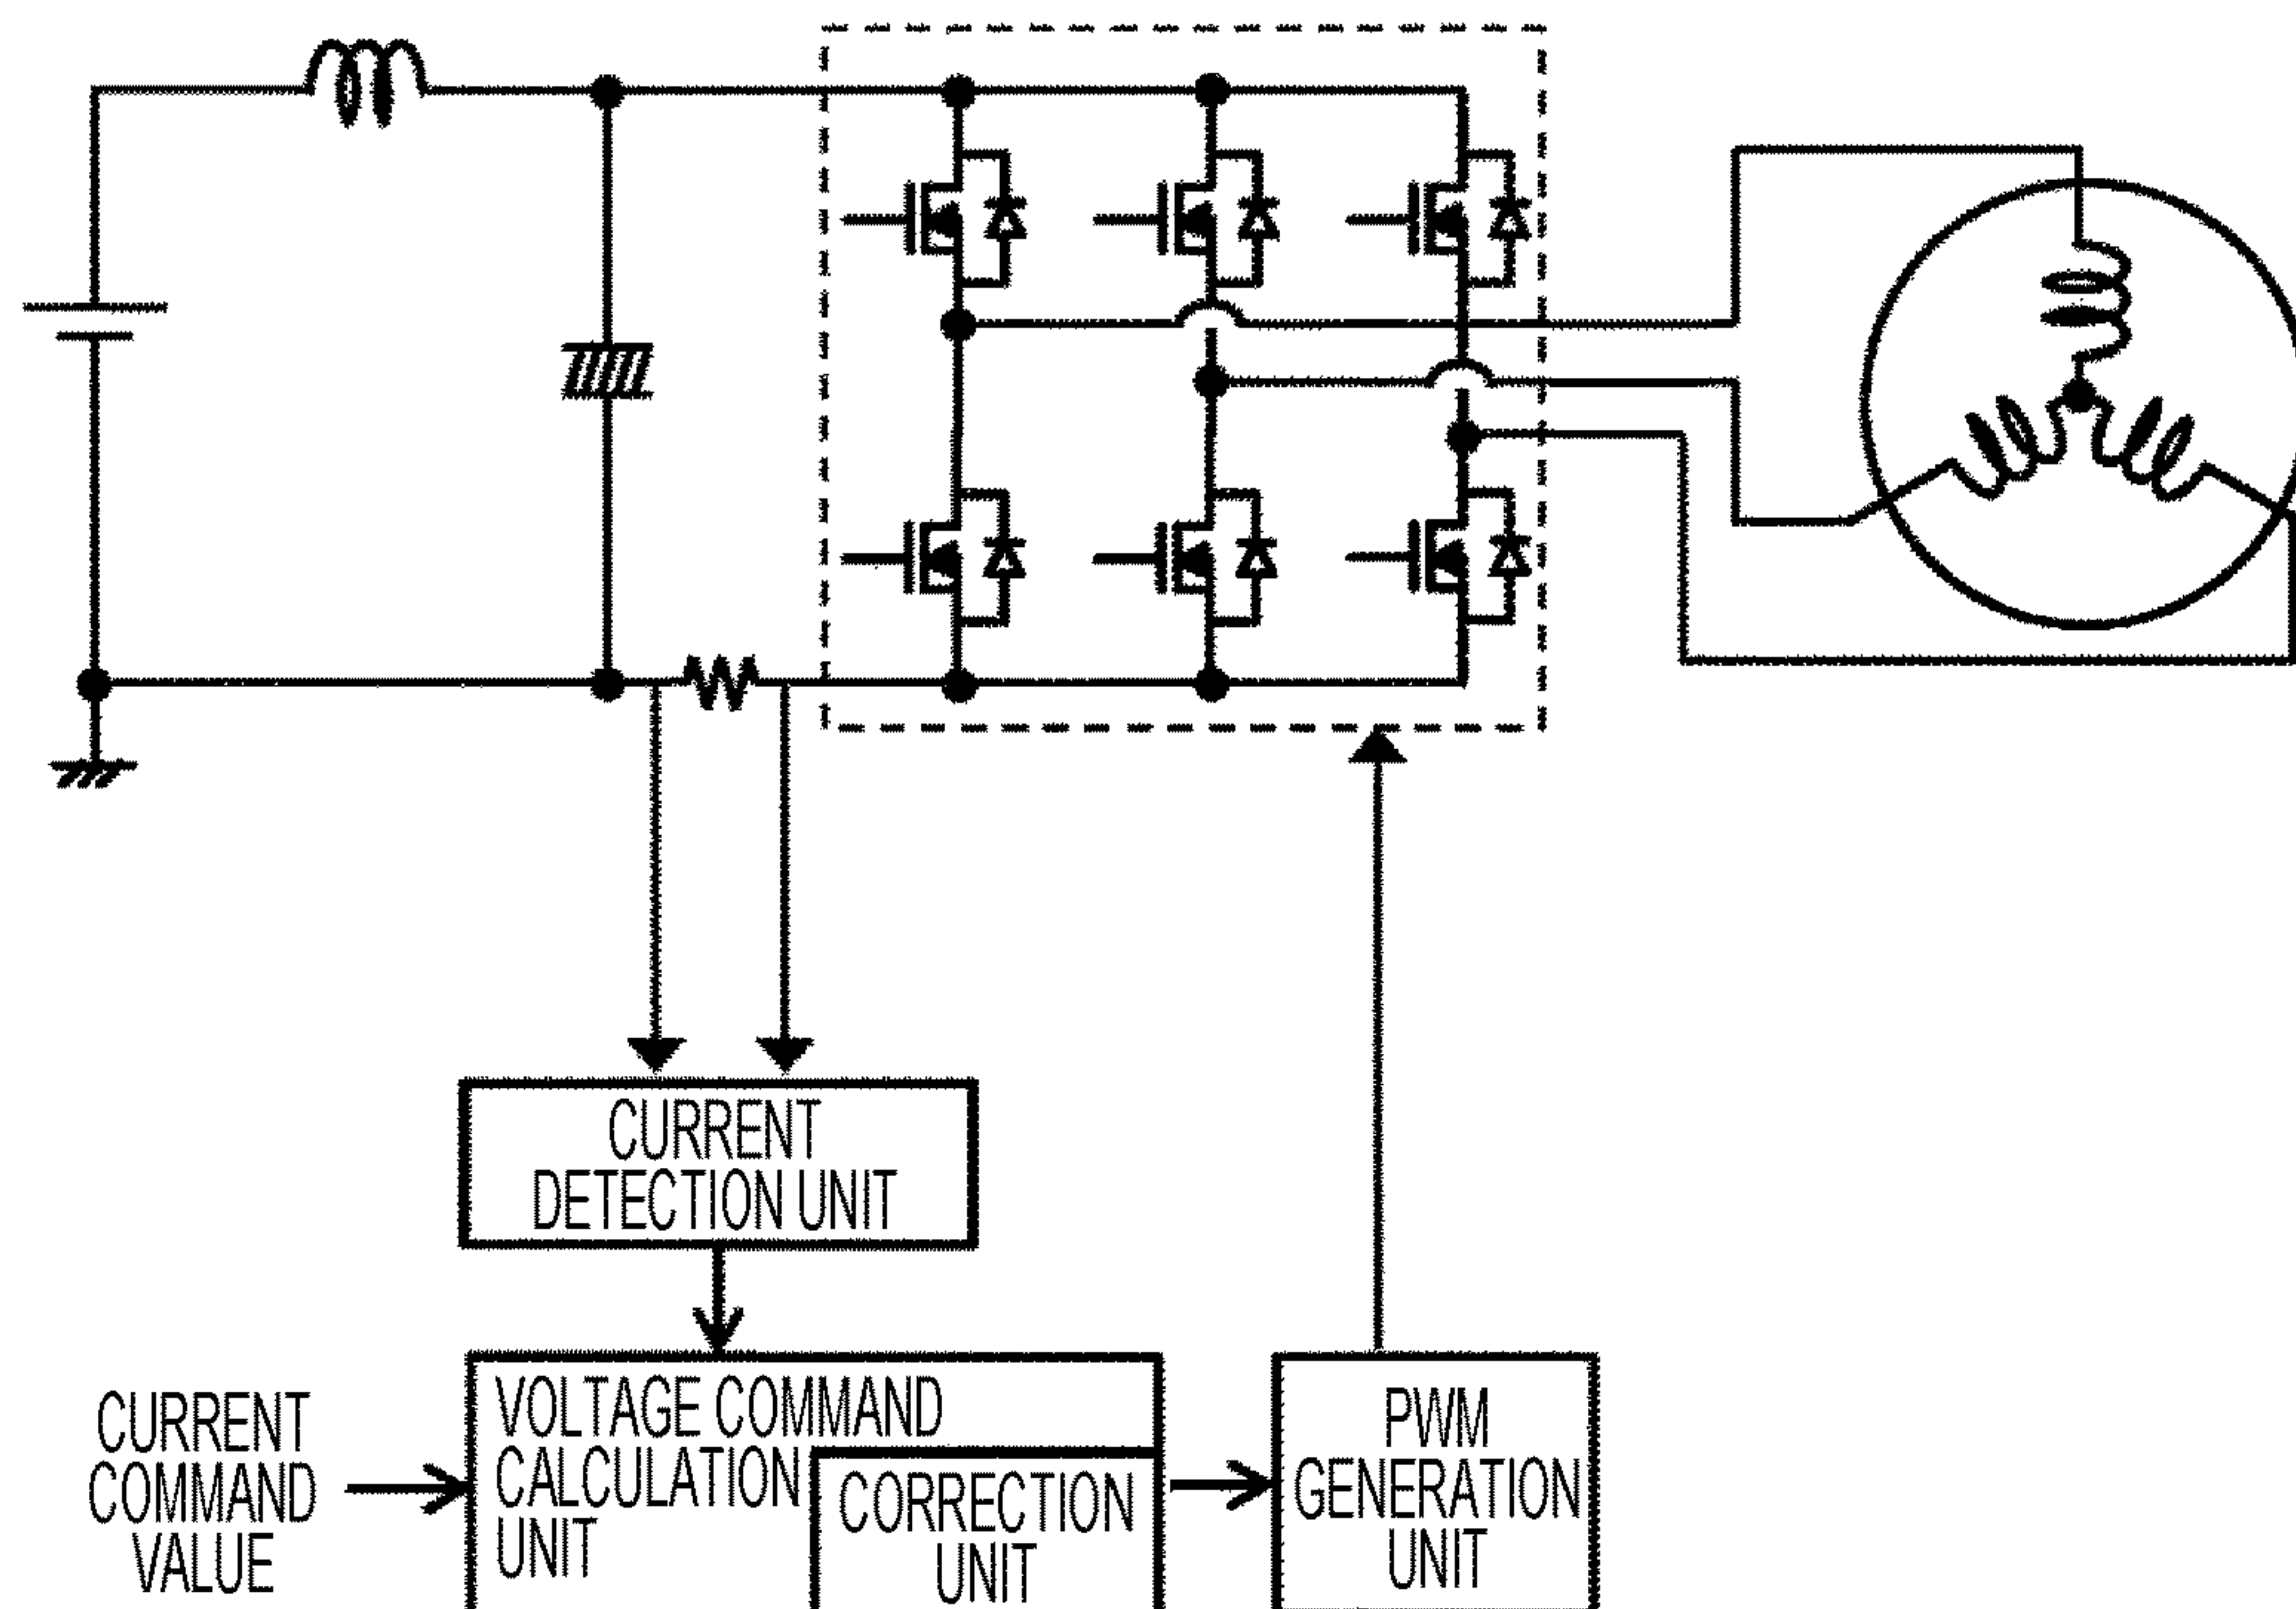 CURRENT
DETECTION UNIT
CURRENT
COMMAND
VALUE
VOLTAGE COMMAND
CALCULATION
UNIT
CORRECTION
UNIT
PWM
GENERATION
UNIT